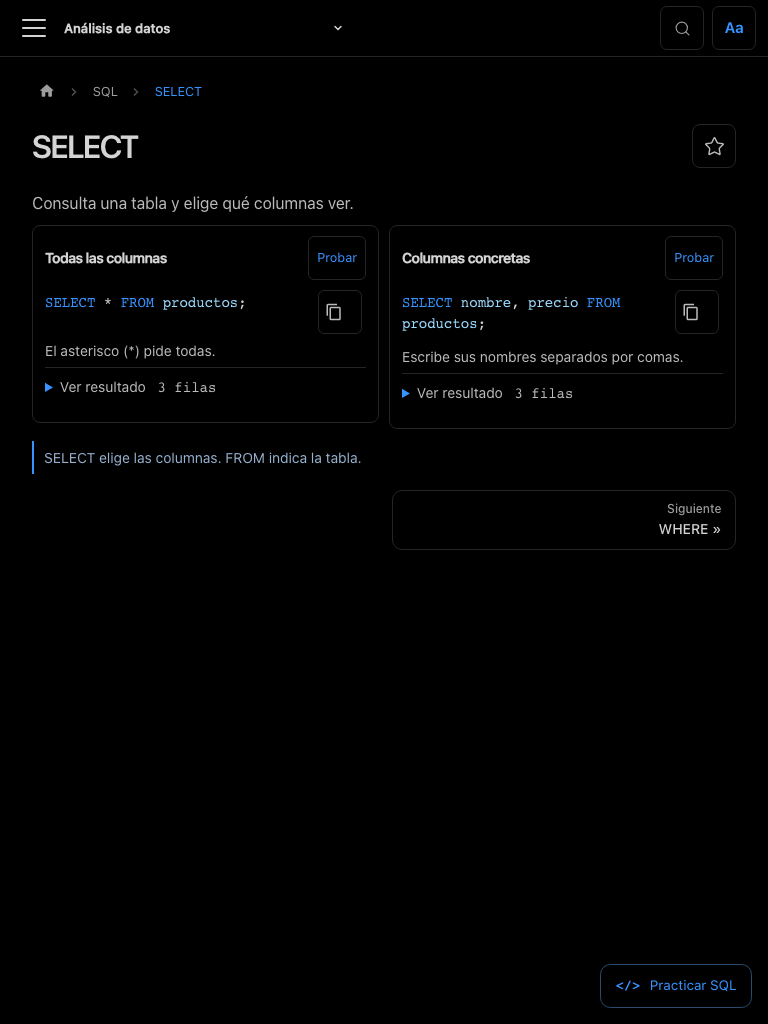 Análisis de datos
Aa
SQL
SELECT
SELECT
Consulta una tabla y elige qué columnas ver.
Todas las columnas
Probar
SELECT * FROM productos;
El asterisco (*) pide todas.
Ver resultado 3 filas
Columnas concretas
Probar
SELECT nombre, precio FROM
productos;
Escribe sus nombres separados por comas.
Ver resultado 3 filas
SELECT elige las columnas. FROM indica la tabla.
Siguiente
WHERE »
</> Practicar SQL